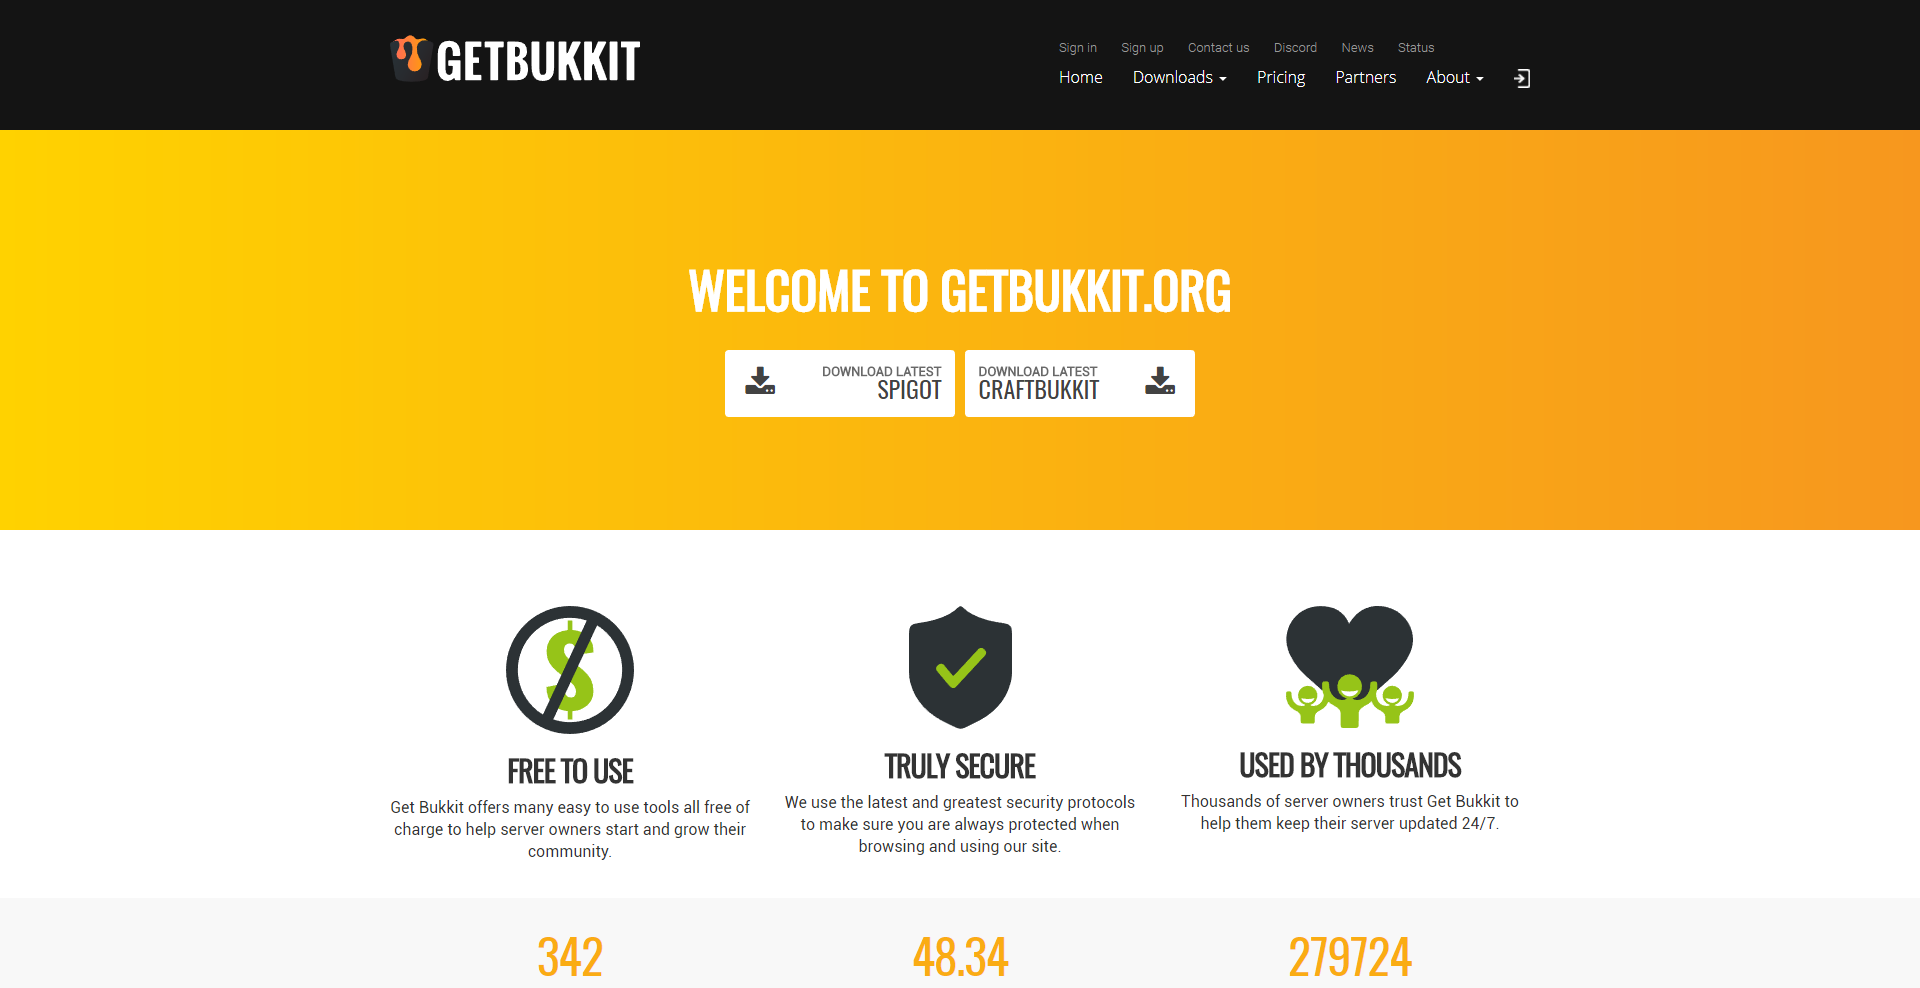 GETBUKKIT
Sign in Sign up Contact us Discord News Status
Home Downloads Pricing Partners About
WELCOME TO GETBUKKIT.ORG
DOWNLOAD LATEST
SPIGOT
DOWNLOAD LATEST
CRAFTBUKKIT
FREE TO USE
Get Bukkit offers many easy to use tools all free of
charge to help server owners start and grow their
community.
TRULY SECURE
We use the latest and greatest security protocols
to make sure you are always protected when
browsing and using our site.
USED BY THOUSANDS
Thousands of server owners trust Get Bukkit to
help them keep their server updated 24/7.
342
48.34
279724